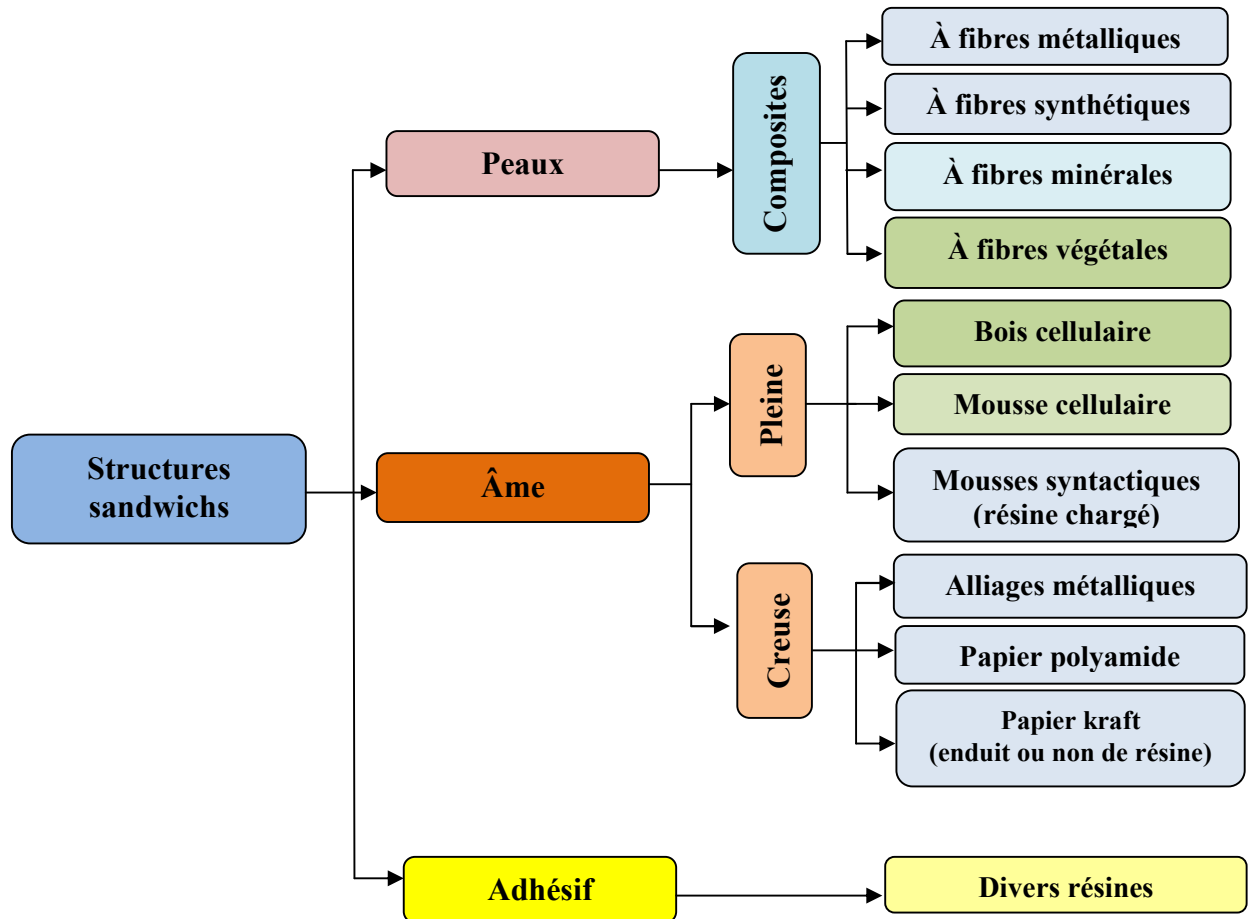 Structures
sandwichs
Peaux
Composites
À fibres métalliques
À fibres synthétiques
À fibres minérales
À fibres végétales
Âme
Pleine
Bois cellulaire
Mousse cellulaire
Mousses syntactiques
(résine chargé)
Creuse
Alliages métalliques
Papier polyamide
Papier kraft
(enduit ou non de résine)
Adhésif
Divers résines